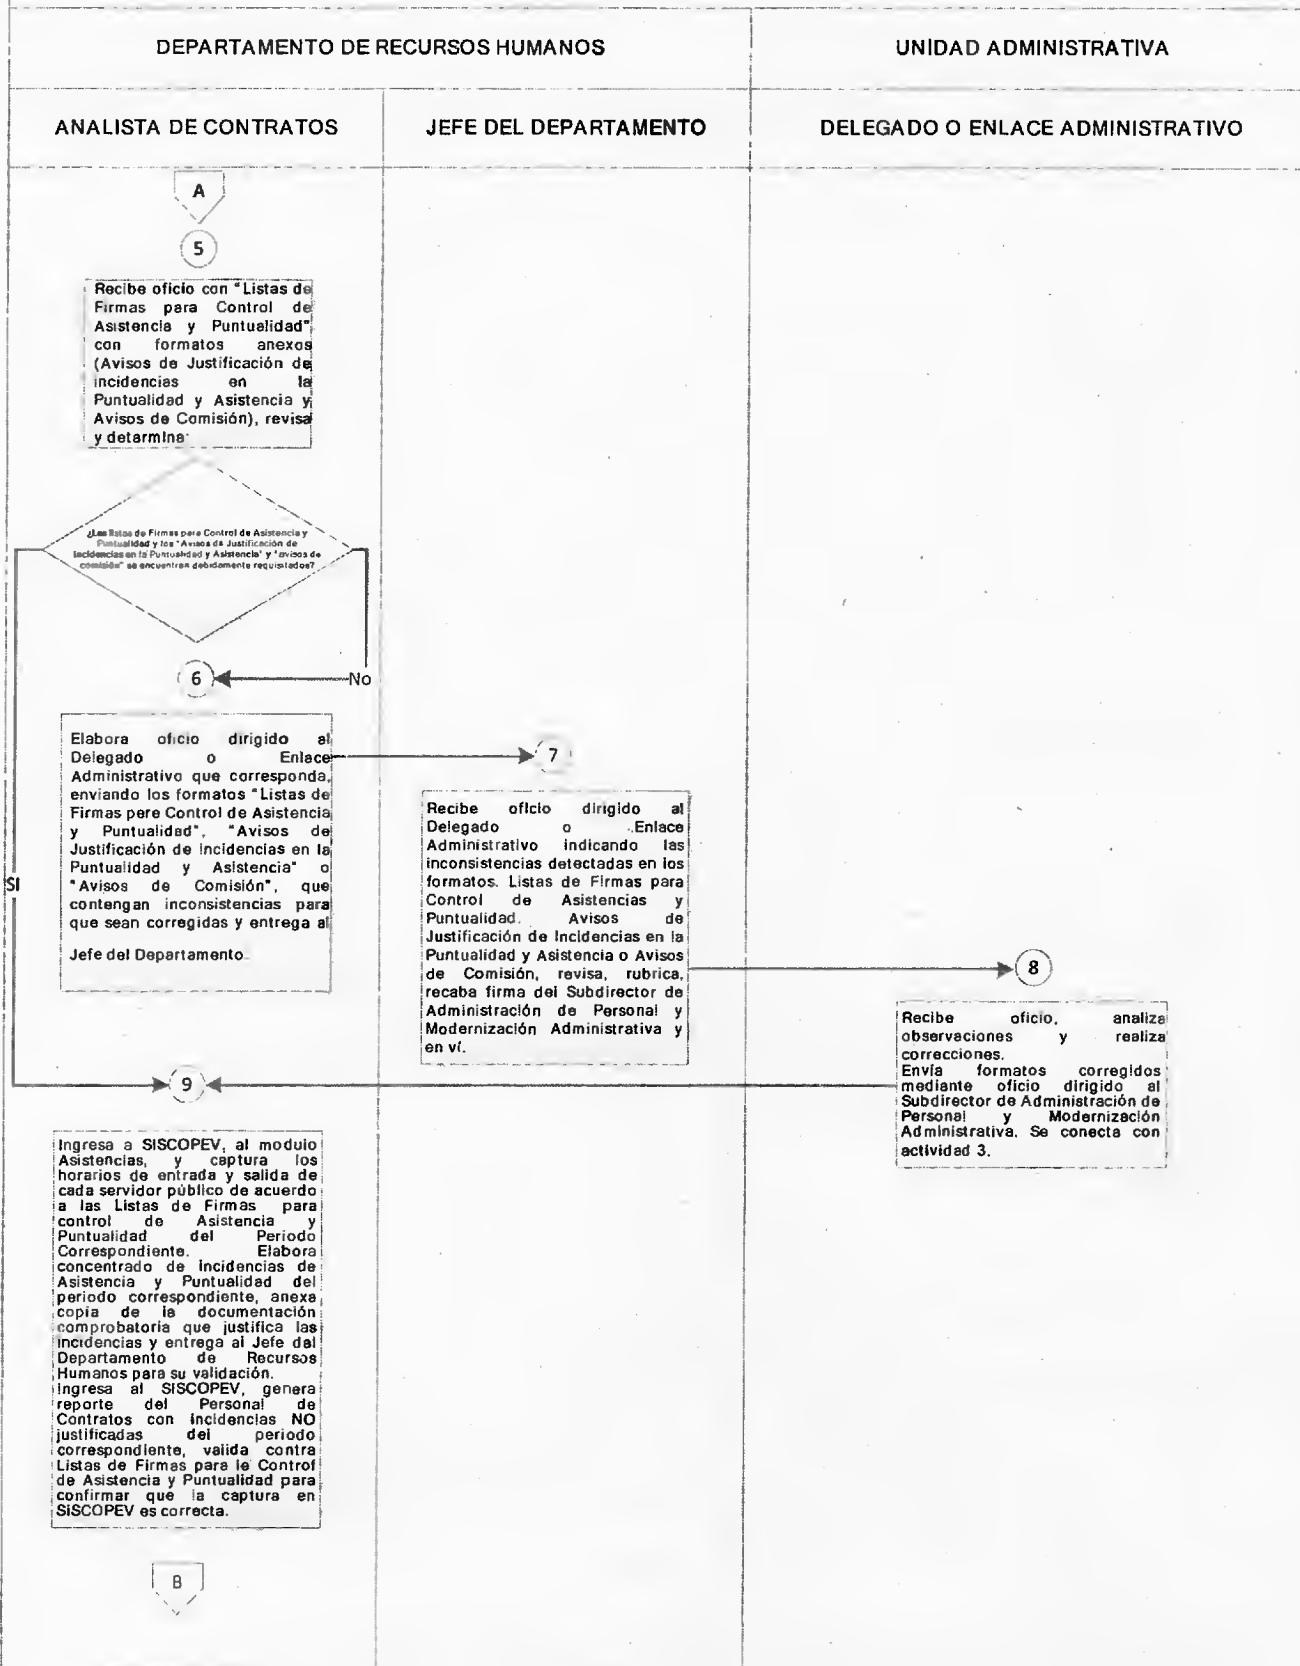 DEPARTAMENTO DE RECURSOS HUMANOS
UNIDAD ADMINISTRATIVA
ANALISTA DE CONTRATOS
JEFE DEL DEPARTAMENTO
DELEGADO O ENLACE ADMINISTRATIVO
A
5
Recibe oficio con "Listas de
Firmas para Control de
Asistencia y Puntualidad"
con formatos anexos
(Avisos de Justificación de
incidencias en la
Puntualidad y Asistencia y
Avisos de Comisión), revisa
y determina:
¿Las listas de Firmas para Control de Asistencia y
Puntualidad y los "Avisos de Justificación de
Incidencias en la Puntualidad y Asistencia" y "avisos de
comisión" se encuentran debidamente requisitados?
6
No
Elabora oficio dirigido al
Delegado o Enlace
Administrativo que corresponda,
enviando los formatos "Listas de
Firmas pere Control de Asistencia
y Puntualidad", "Avisos de
Justificación de Incidencias en la
Puntualidad y Asistencia" o
"Avisos de Comisión", que
contengan inconsistencias para
que sean corregidas y entrega al
Jefe del Departamento.
SI
7
Recibe oficio dirigido al
Delegado o Enlace
Administrativo indicando las
inconsistencias detectadas en los
formatos. Listas de Firmas para
Control de Asistencias y
Puntualidad. Avisos de
Justificación de Incidencias en la
Puntualidad y Asistencia o Avisos
de Comisión, revisa, rubrica,
recaba firma del Subdirector de
Administración de Personal y
Modernización Administrativa y
en ví.
8
Recibe oficio, analiza
observaciones y realiza
correcciones.
Envía formatos corregidos
mediante oficio dirigido al
Subdirector de Administración de
Personal y Modernización
Administrativa. Se conecta con
actividad 3.
9
Ingresa a SISCOPEV, al modulo
Asistencias, y captura los
horarios de entrada y salida de
cada servidor público de acuerdo
a las Listas de Firmas para
control de Asistencia y
Puntualidad del Periodo
Correspondiente. Elabora
concentrado de Incidencias de
Asistencia y Puntualidad del
periodo correspondiente, anexa
copia de la documentación
comprobatoria que justifica las
incidencias y entrega al Jefe del
Departamento de Recursos
Humanos para su validación.
Ingresa al SISCOPEV, genera
reporte del Personal de
Contratos con Incidencias NO
justificadas del periodo
correspondiente, valida contra
Listas de Firmas para le Control
de Asistencia y Puntualidad para
confirmar que la captura en
SISCOPEV es correcta.
B